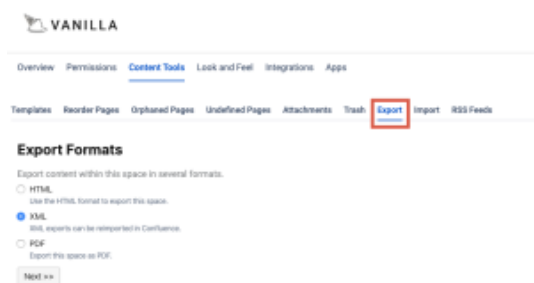 VANILLA
Overview Permissions Content Tools Look and Feel Integrations Apps
Templates Reorder Pages Orphaned Pages Undefined Pages Attachments Trash Export Import RSS Feeds
Export Formats
Export content within this space in several formats.
HTML
Use the HTML format to export this space.
XML
XML exports can be reimported in Confluence.
PDF
Export this space as PDF.
Next >>